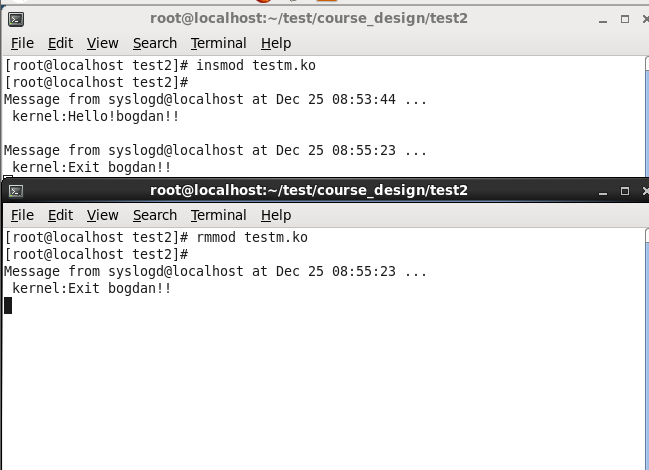 root@localhost:~/test/course_design/test2
File Edit View Search Terminal Help
[root@localhost test2]# insmod testm.ko
[root@localhost test2]#
Message from syslogd@localhost at Dec 25 08:53:44 ...
 kernel:Hello!bogdan!!

Message from syslogd@localhost at Dec 25 08:55:23 ...
 kernel:Exit bogdan!!
root@localhost:~/test/course_design/test2
File Edit View Search Terminal Help
[root@localhost test2]# rmmod testm.ko
[root@localhost test2]#
Message from syslogd@localhost at Dec 25 08:55:23 ...
 kernel:Exit bogdan!!